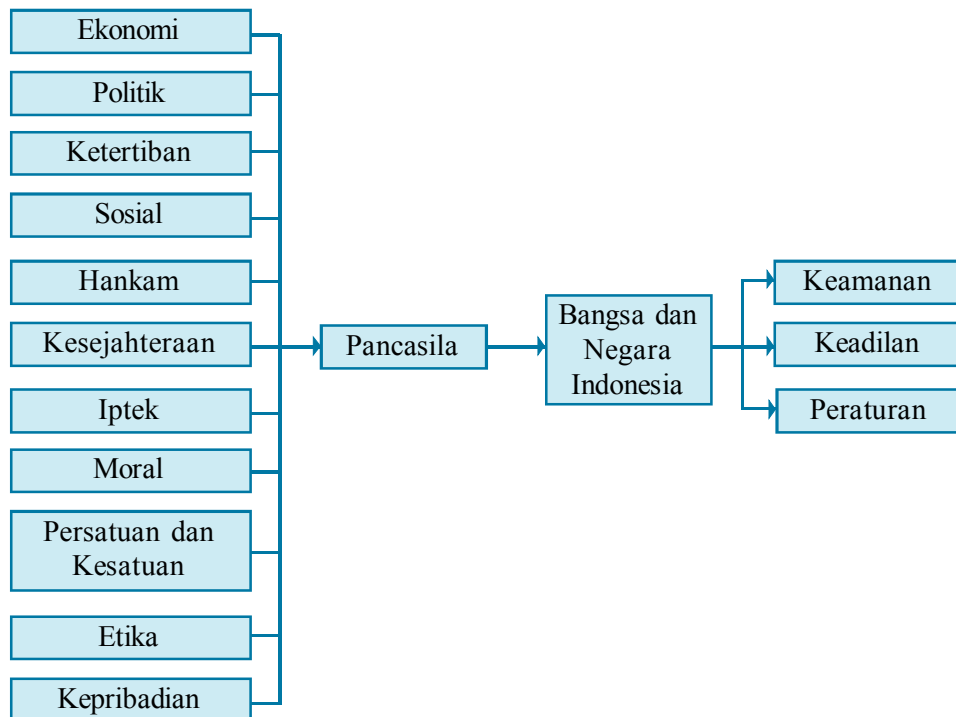 Ekonomi
Politik
Ketertiban
Sosial
Hankam
Kesejahteraan
Iptek
Moral
Persatuan dan
Kesatuan
Etika
Kepribadian
Pancasila
Bangsa dan
Negara
Indonesia
Keamanan
Keadilan
Peraturan